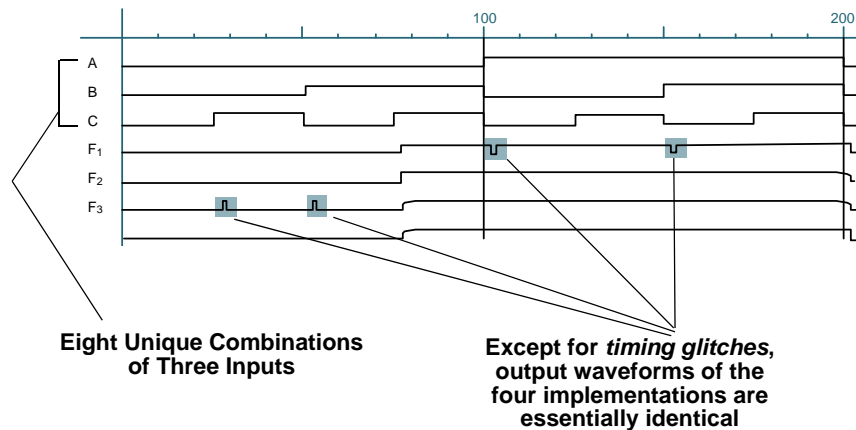 100
200
A
B
C
F1
F2
F3
Eight Unique Combinations
of Three Inputs
Except for timing glitches,
output waveforms of the
four implementations are
essentially identical